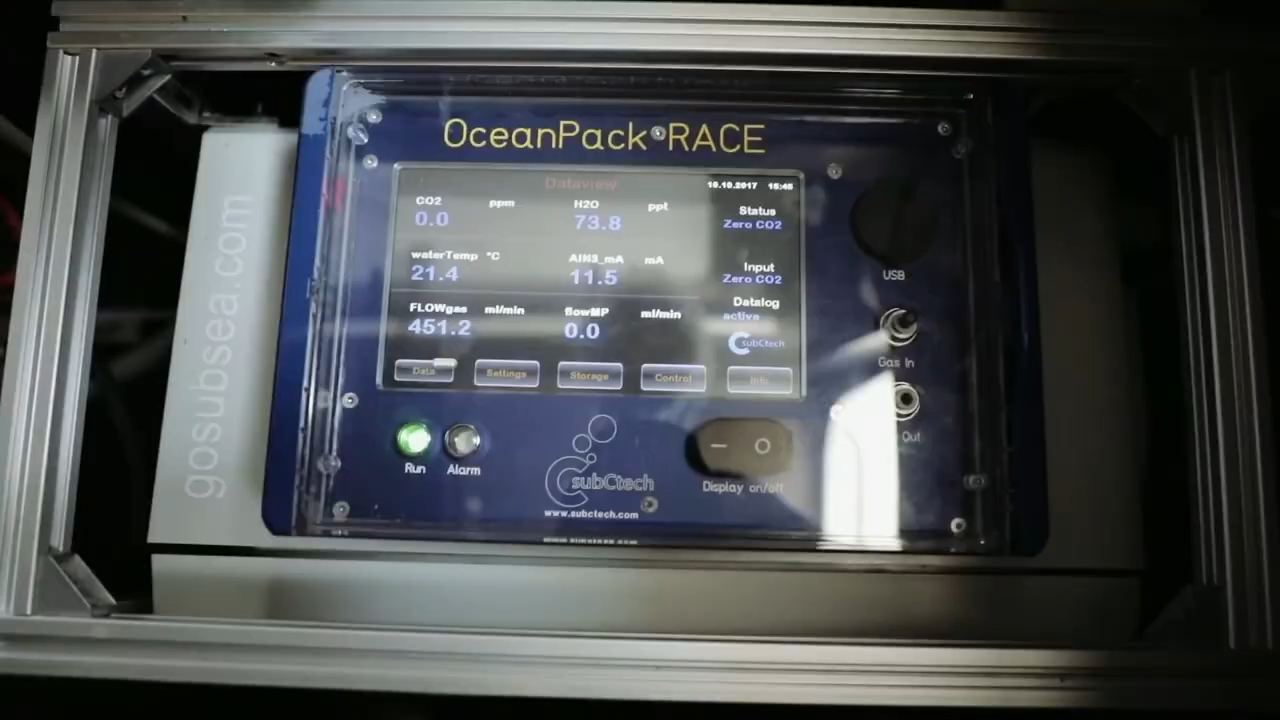 OceanPack RACE
Dataview
15:45
CO2 ppm
0.0
H2O ppt
73.8
Status
Zero CO2
waterTemp °C
21.4
AIN3_mA mA
11.5
Input
Zero CO2
FLOWgas ml/min
451.2
flowMP ml/min
0.0
Datalog
active
subCtech
Data
Settings
Storage
Control
Info
USB
Gas In
Out
Run
Alarm
subCtech
www.subctech.com
Display on/off
gosubsea.com